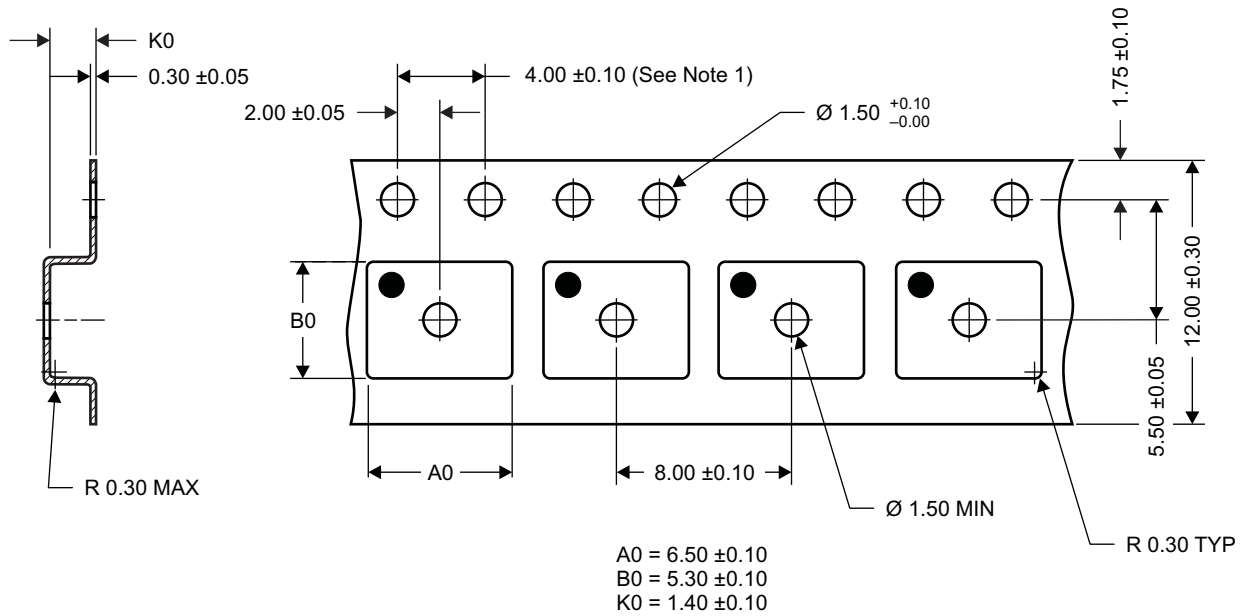 K0
0.30 ±0.05
4.00 ±0.10 (See Note 1)
2.00 ±0.05
Ø 1.50 +0.10 –0.00
1.75 ±0.10
B0
12.00 ±0.30
5.50 ±0.05
A0
8.00 ±0.10
R 0.30 MAX
Ø 1.50 MIN
R 0.30 TYP
A0 = 6.50 ±0.10
B0 = 5.30 ±0.10
K0 = 1.40 ±0.10